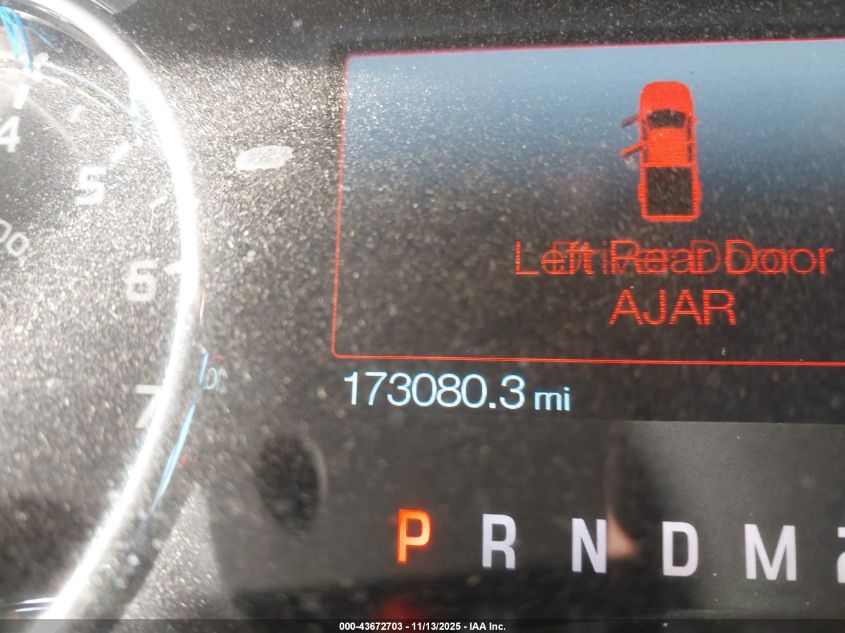 4
5
6
7
Left Rear Door
AJAR
173080.3 mi
P R N D M
000-43672703 - 11/13/2025 - IAA Inc.